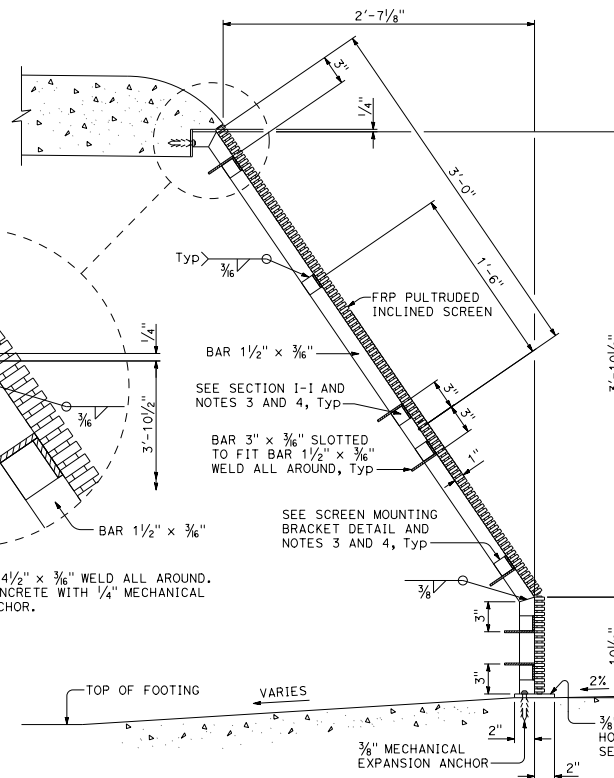 2'-7⅛"
3"
1/4"
3'-0"
1'-6"
Typ
3/16
FRP PULTRUDED
INCLINED SCREEN
BAR 1½" × 3/16"
SEE SECTION I-I AND
NOTES 3 AND 4, Typ
3"
3"
BAR 3" × 3/16" SLOTTED
TO FIT BAR 1½" × 3/16"
WELD ALL AROUND, Typ
1"
1/4"
3/16
3'-10½"
BAR 1½" × 3/16"
SEE SCREEN MOUNTING
BRACKET DETAIL AND
NOTES 3 AND 4, Typ
4½" × 3/16" WELD ALL AROUND.
NCRETE WITH 1/4" MECHANICAL
CHOR.
3/8
3"
3"
TOP OF FOOTING
VARIES
2%
3/8" MECHANICAL
EXPANSION ANCHOR
2"
2"
3/8
HO
SE